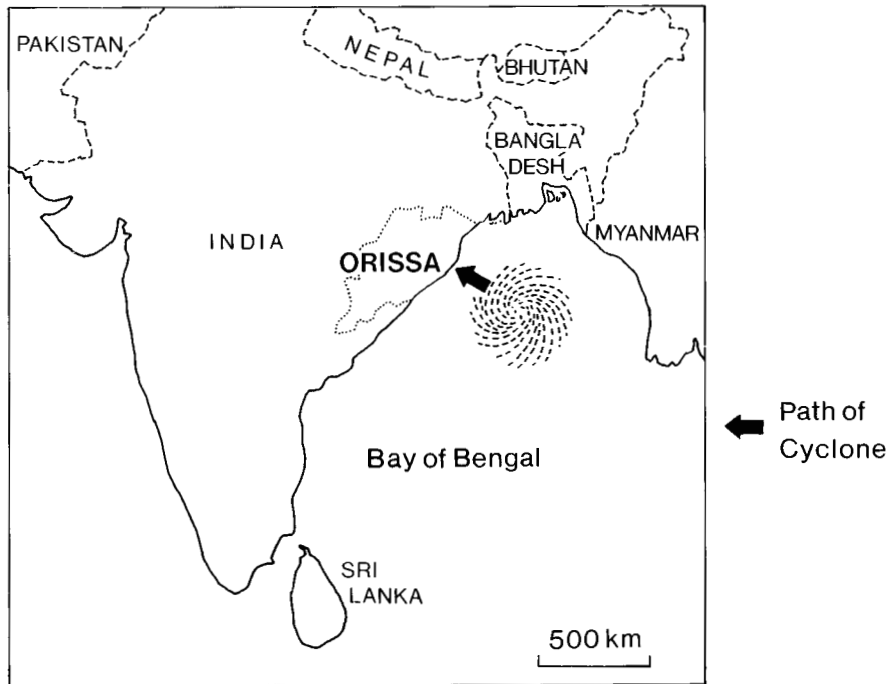 PAKISTAN
NEPAL
BHUTAN
BANGLA
DESH
INDIA
MYANMAR
ORISSA
Path of
Cyclone
Bay of Bengal
SRI
LANKA
500 km